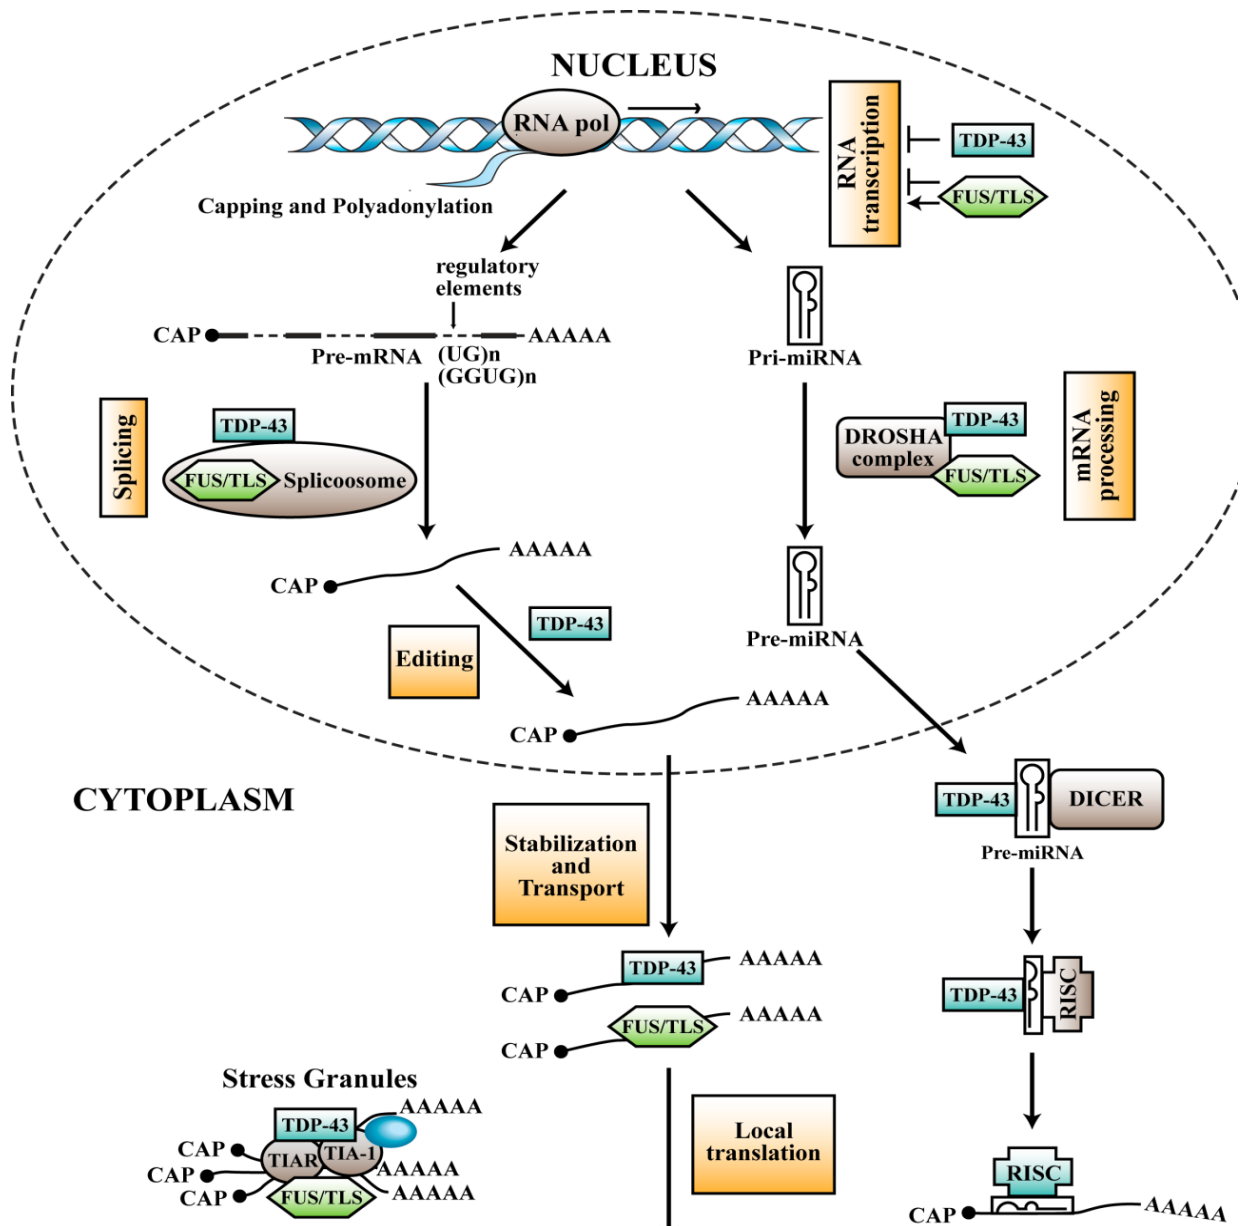 NUCLEUS
RNA pol
RNA
transcription
TDP-43
FUS/TLS
Capping and Polyadonylation
regulatory
elements
CAP
AAAAA
Pre-mRNA
(UG)n
(GGUG)n
Pri-miRNA
Splicing
TDP-43
FUS/TLS
Splicoosome
DROSHA
complex
TDP-43
FUS/TLS
mRNA
processing
CAP
AAAAA
TDP-43
Editing
Pre-miRNA
CAP
AAAAA
CYTOPLASM
Stabilization
and
Transport
TDP-43
DICER
Pre-miRNA
TDP-43
AAAAA
CAP
FUS/TLS
AAAAA
CAP
TDP-43
RISC
Stress Granules
TDP-43
AAAAA
CAP
TIAR
TIA-1
CAP
AAAAA
CAP
FUS/TLS
AAAAA
Local
translation
RISC
CAP
AAAAA